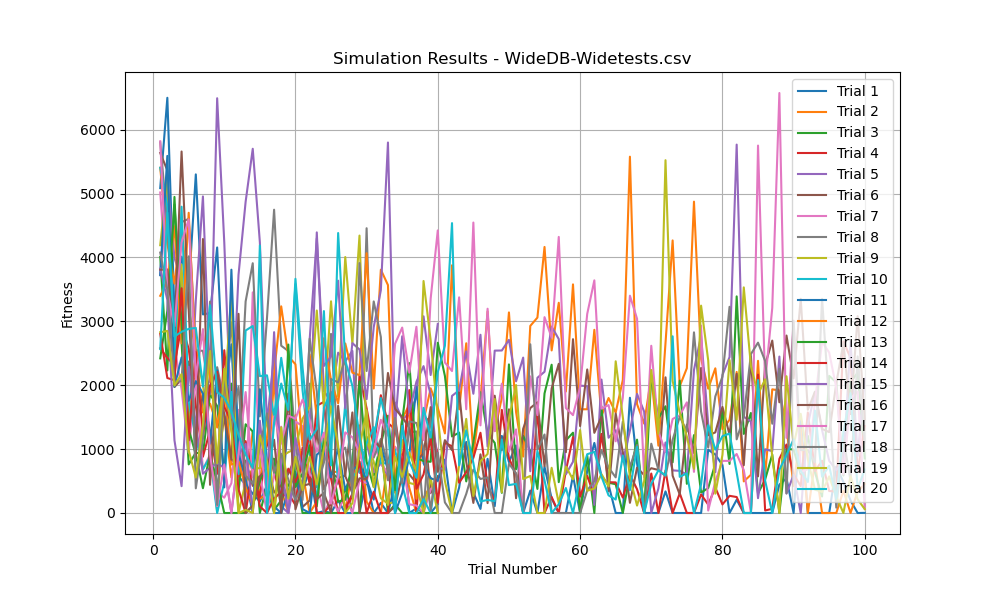 Simulation Results - WideDB-Widetests.csv
Fitness
6000
5000
4000
3000
2000
1000
0
0 20 40 60 80 100
Trial Number
Trial 1
Trial 2
Trial 3
Trial 4
Trial 5
Trial 6
Trial 7
Trial 8
Trial 9
Trial 10
Trial 11
Trial 12
Trial 13
Trial 14
Trial 15
Trial 16
Trial 17
Trial 18
Trial 19
Trial 20